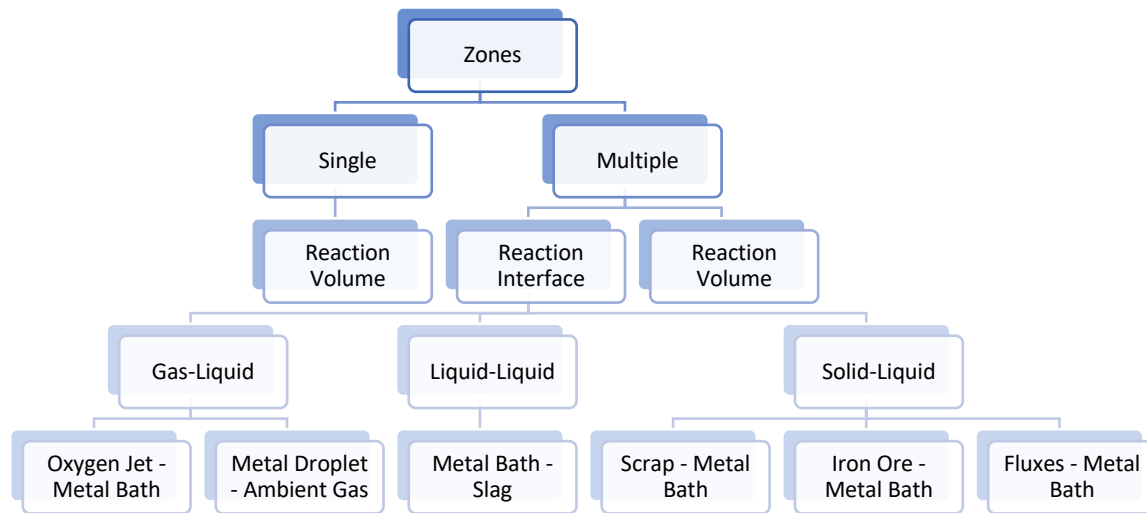 Zones
Single
Multiple
Reaction
Volume
Reaction
Interface
Reaction
Volume
Gas-Liquid
Liquid-Liquid
Solid-Liquid
Oxygen Jet -
Metal Bath
Metal Droplet
- Ambient Gas
Metal Bath -
Slag
Scrap - Metal
Bath
Iron Ore -
Metal Bath
Fluxes - Metal
Bath